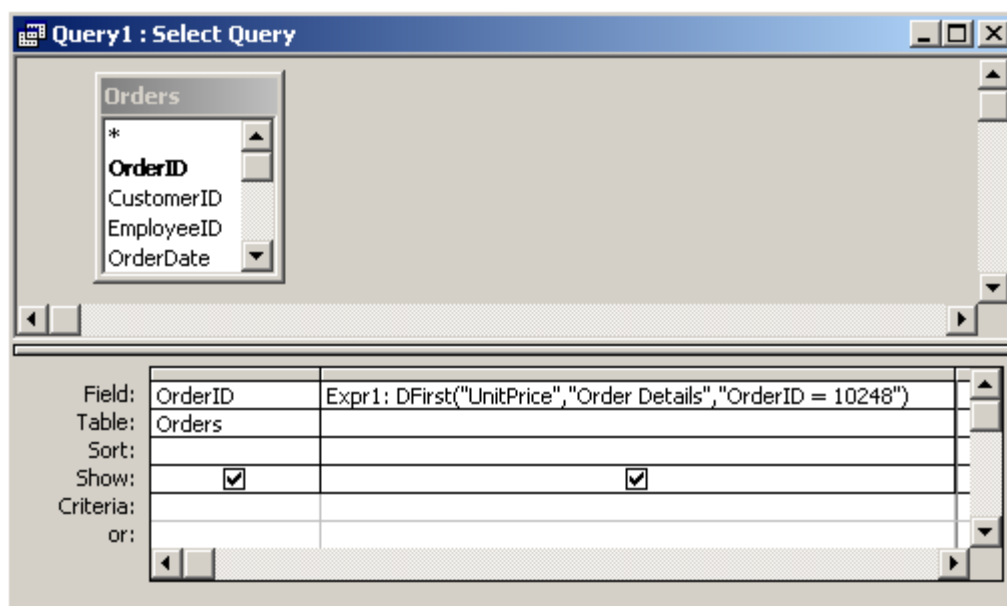 Query1 : Select Query
Orders
*
OrderID
CustomerID
EmployeeID
OrderDate
Field: OrderID Expr1: DFirst("UnitPrice","Order Details","OrderID = 10248")
Table: Orders
Sort:
Show:
Criteria:
or: